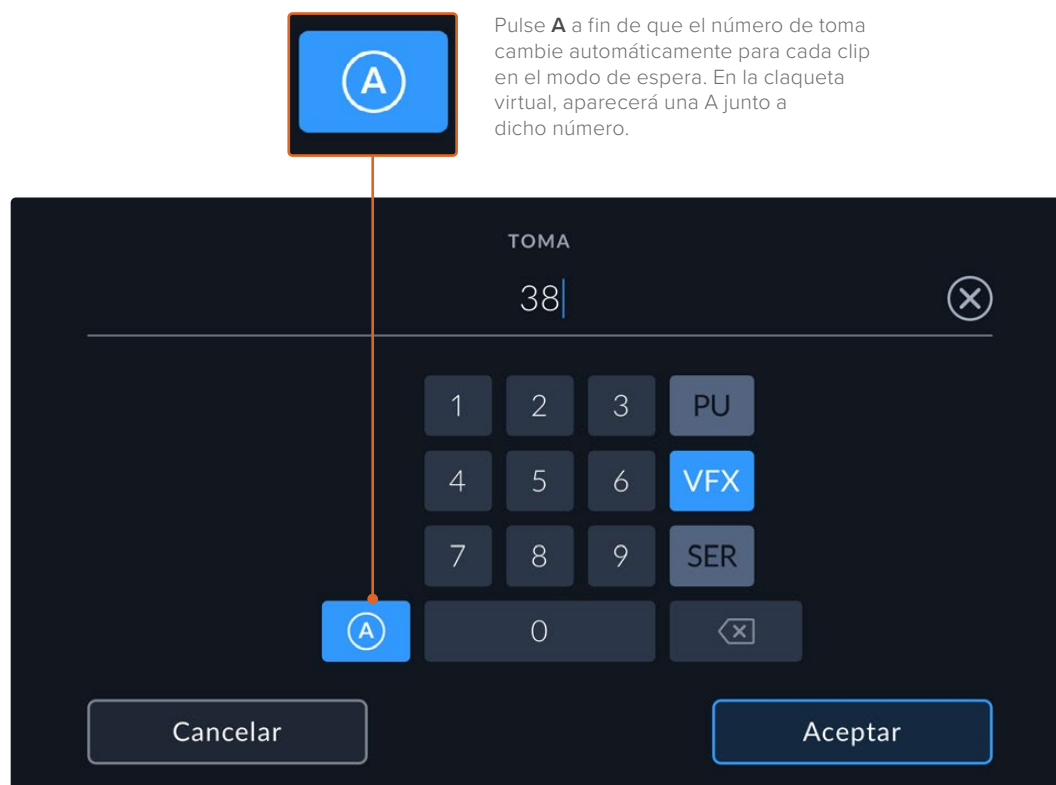 A
Pulse A a fin de que el número de toma
cambie automáticamente para cada clip
en el modo de espera. En la claqueta
virtual, aparecerá una A junto a
dicho número.
TOMA
38
1 2 3 PU
4 5 6 VFX
7 8 9 SER
A 0
Cancelar Aceptar